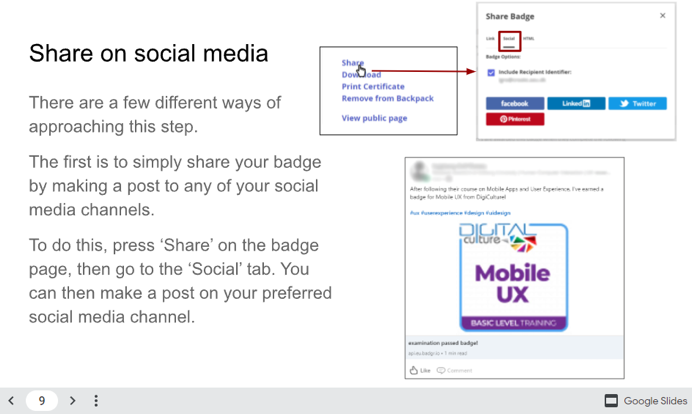 Share on social media
There are a few different ways of
approaching this step.
The first is to simply share your badge
by making a post to any of your social
media channels.
To do this, press ‘Share’ on the badge
page, then go to the ‘Social’ tab. You
can then make a post on your preferred
social media channel.
Share
Download
Print Certificate
Remove from Backpack
View public page
Share Badge
Link Social HTML
Badge Options:
Include Recipient Identifier:
facebook LinkedIn Twitter
Pinterest
After following their course on Mobile Apps and User Experience, I've earned a
badge for Mobile UX from DigiCulture!
#ux #userexperience #design #uidesign
DIGITAL
culture
Mobile
UX
BASIC LEVEL TRAINING
examination passed badge!
api.eu.badgr.io • 1 min read
Like Comment
9
Google Slides